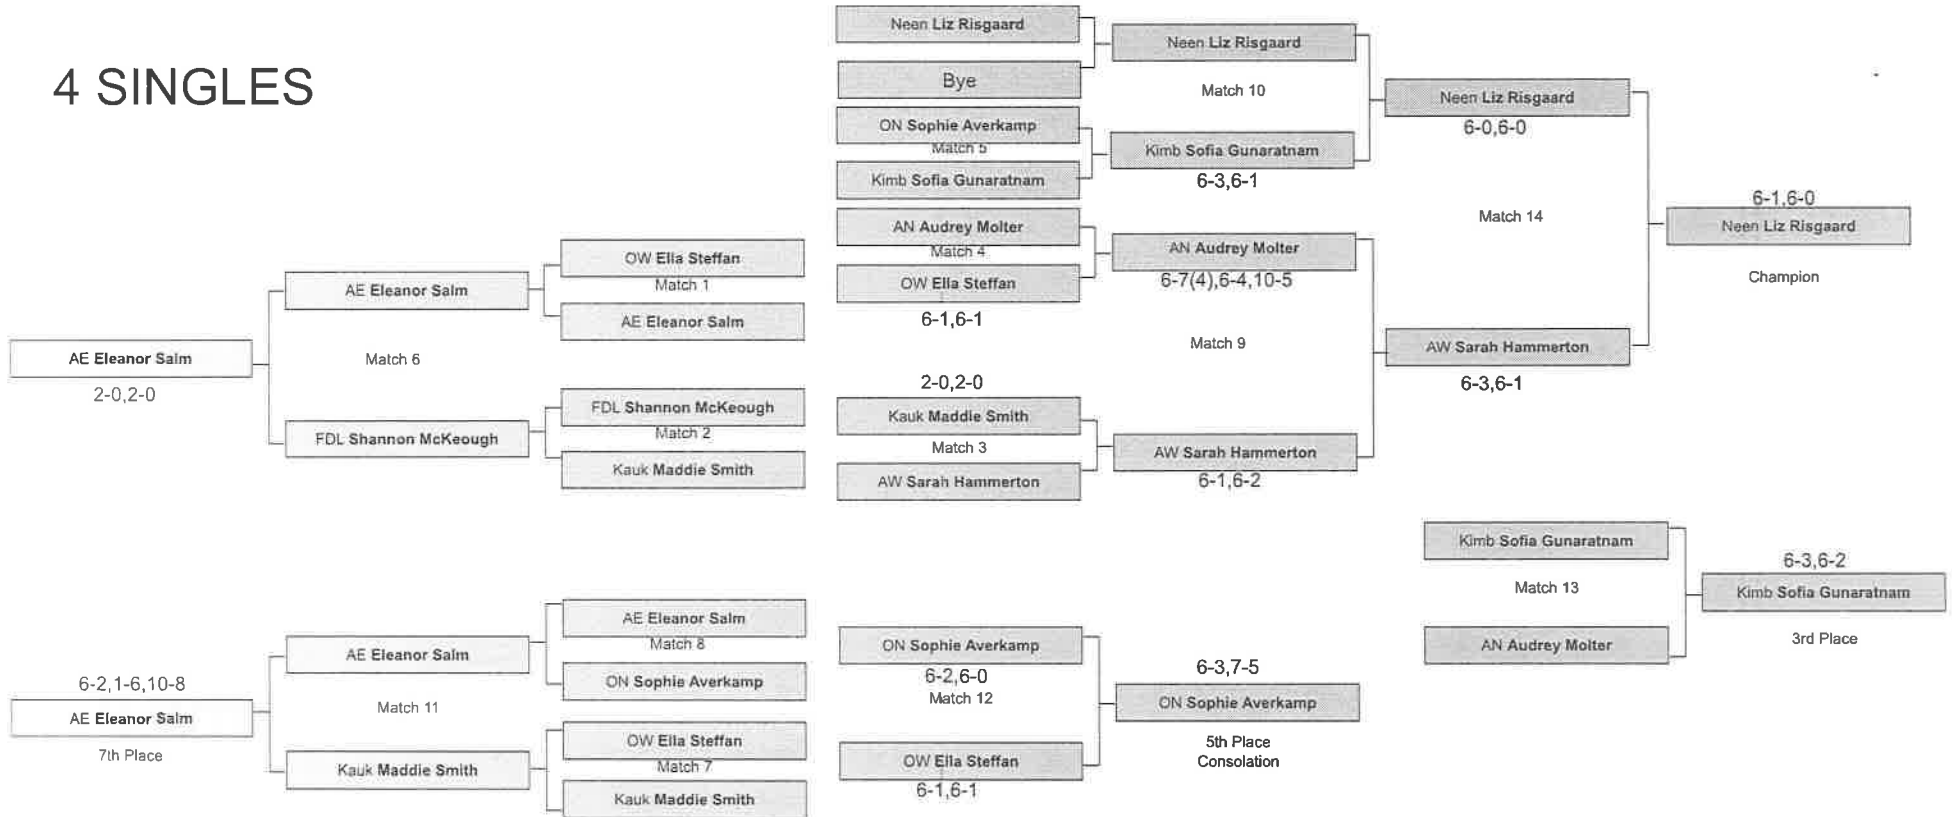 4 SINGLES
Neen Liz Risgaard
Bye
ON Sophie Averkamp
Match 5
Kimb Sofia Gunaratnam
AN Audrey Molter
Match 4
OW Ella Steffan
6-1,6-1
2-0,2-0
Kauk Maddie Smith
Match 3
AW Sarah Hammerton
Neen Liz Risgaard
Match 10
Kimb Sofia Gunaratnam
6-3,6-1
AN Audrey Molter
6-7(4),6-4,10-5
Match 9
AW Sarah Hammerton
6-1,6-2
Neen Liz Risgaard
6-0,6-0
Match 14
AW Sarah Hammerton
6-3,6-1
6-1,6-0
Neen Liz Risgaard
Champion
OW Ella Steffan
Match 1
AE Eleanor Salm
FDL Shannon McKeough
Match 2
Kauk Maddie Smith
AE Eleanor Salm
Match 6
FDL Shannon McKeough
AE Eleanor Salm
2-0,2-0
Kimb Sofia Gunaratnam
Match 13
AN Audrey Molter
6-3,6-2
Kimb Sofia Gunaratnam
3rd Place
AE Eleanor Salm
Match 8
ON Sophie Averkamp
OW Ella Steffan
Match 7
Kauk Maddie Smith
AE Eleanor Salm
Match 11
Kauk Maddie Smith
6-2,1-6,10-8
AE Eleanor Salm
7th Place
ON Sophie Averkamp
6-2,6-0
Match 12
OW Ella Steffan
6-1,6-1
6-3,7-5
ON Sophie Averkamp
5th Place
Consolation